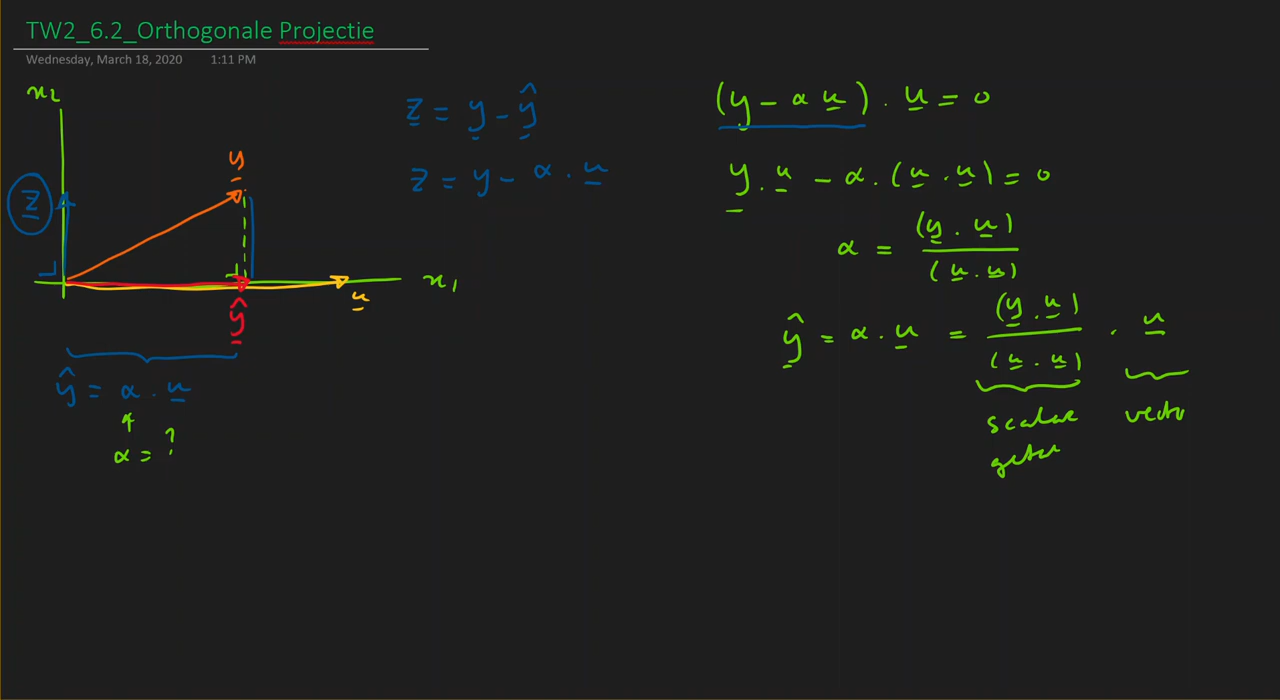 TW2_6.2_Orthogonale Projectie
Wednesday, March 18, 2020 1:11 PM
x2
y
z
x1
u
ŷ
ŷ = α . u
α = ?
z = y - ŷ
z = y - α . u
(y - α u) . u = 0
y . u - α . (u . u) = 0
α = (y . u) / (u . u)
ŷ = α . u = (y . u) / (u . u) . u
scalar vector
getal